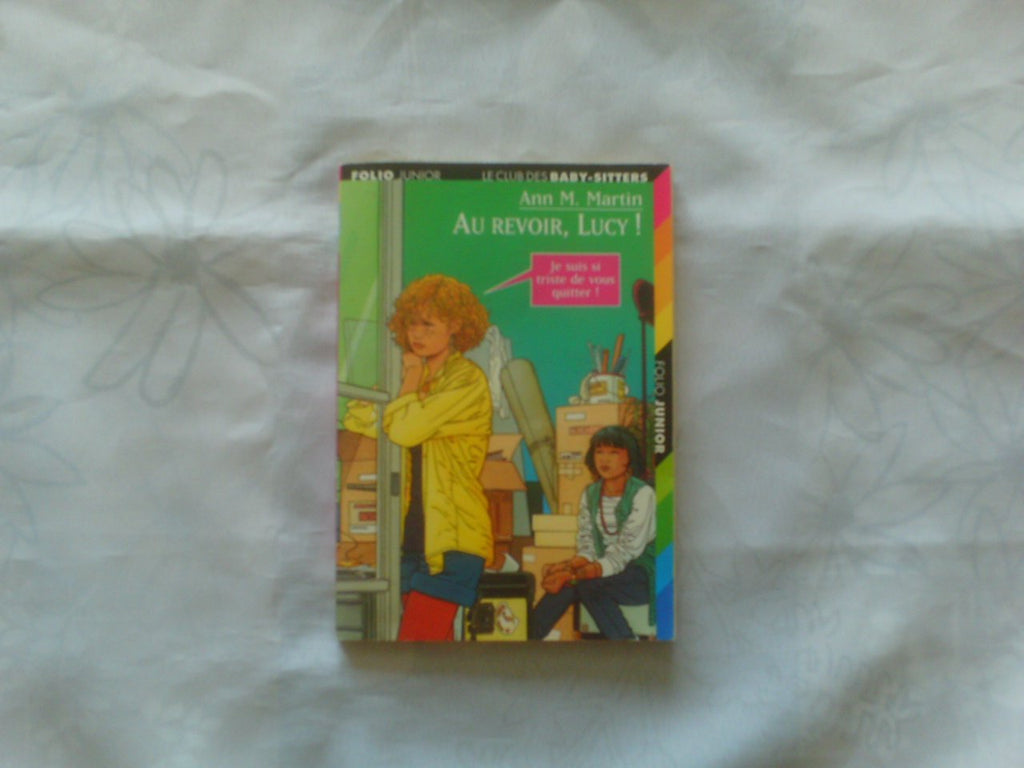 FOLIO JUNIOR LE CLUB DES BABY-SITTERS
Ann M. Martin
AU REVOIR, LUCY !
Je suis si
triste de vous
quitter !
FOLIO JUNIOR